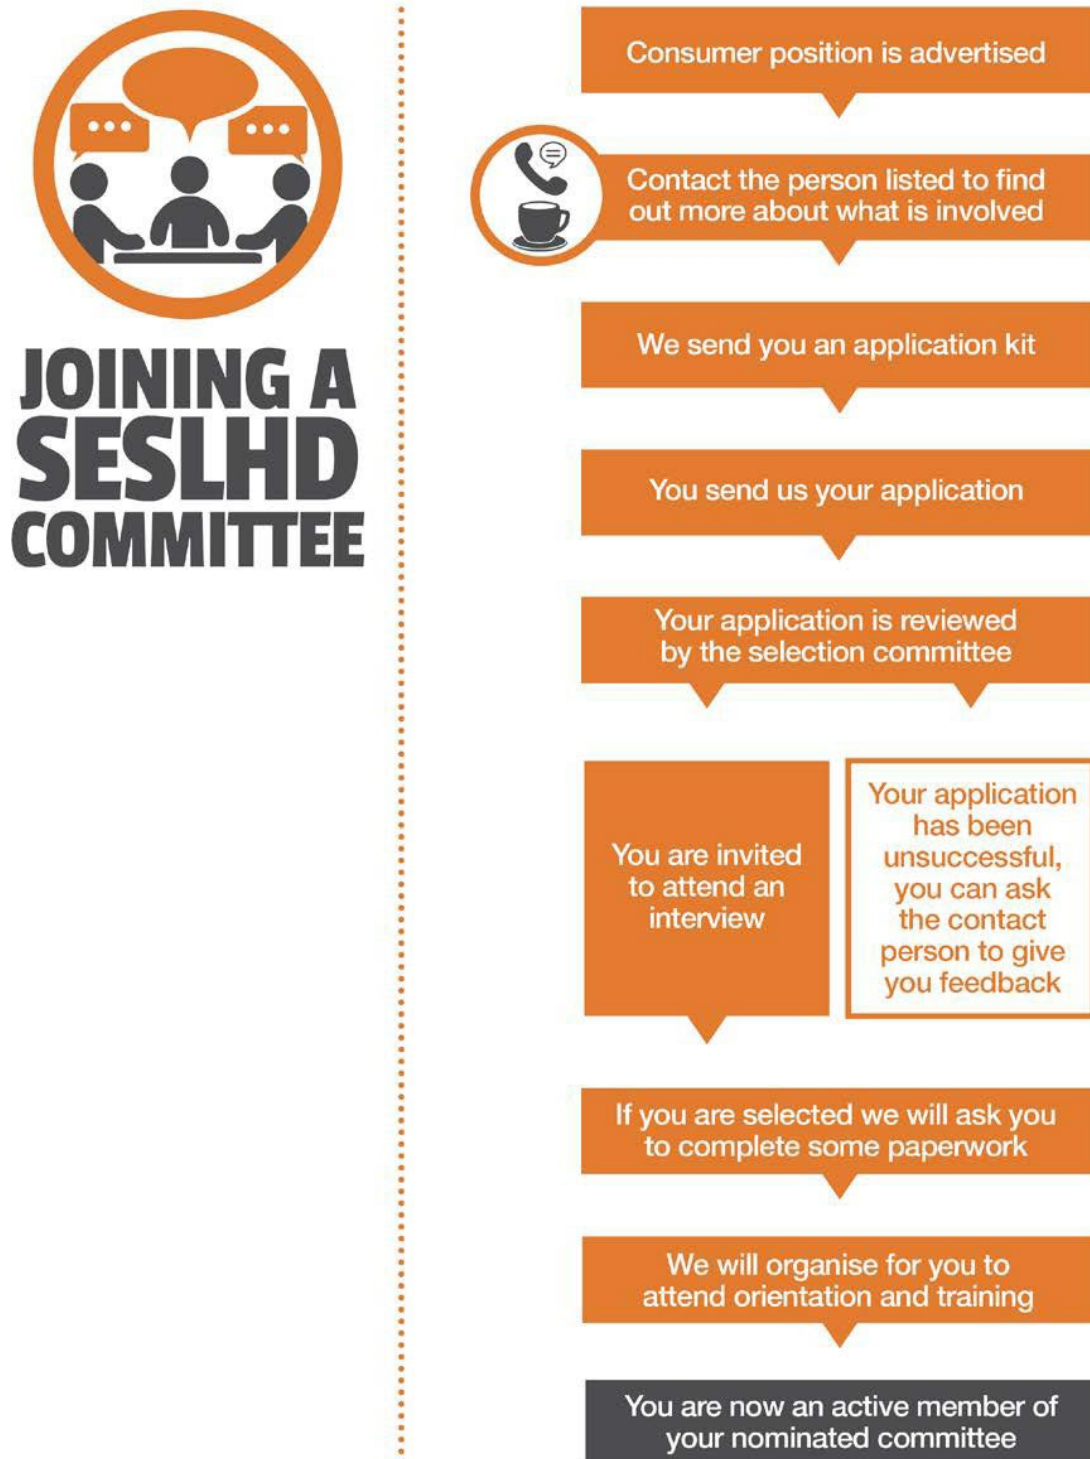 JOINING A
SESLHD
COMMITTEE
Consumer position is advertised
Contact the person listed to find
out more about what is involved
We send you an application kit
You send us your application
Your application is reviewed
by the selection committee
You are invited
to attend an
interview
Your application
has been
unsuccessful,
you can ask
the contact
person to give
you feedback
If you are selected we will ask you
to complete some paperwork
We will organise for you to
attend orientation and training
You are now an active member of
your nominated committee